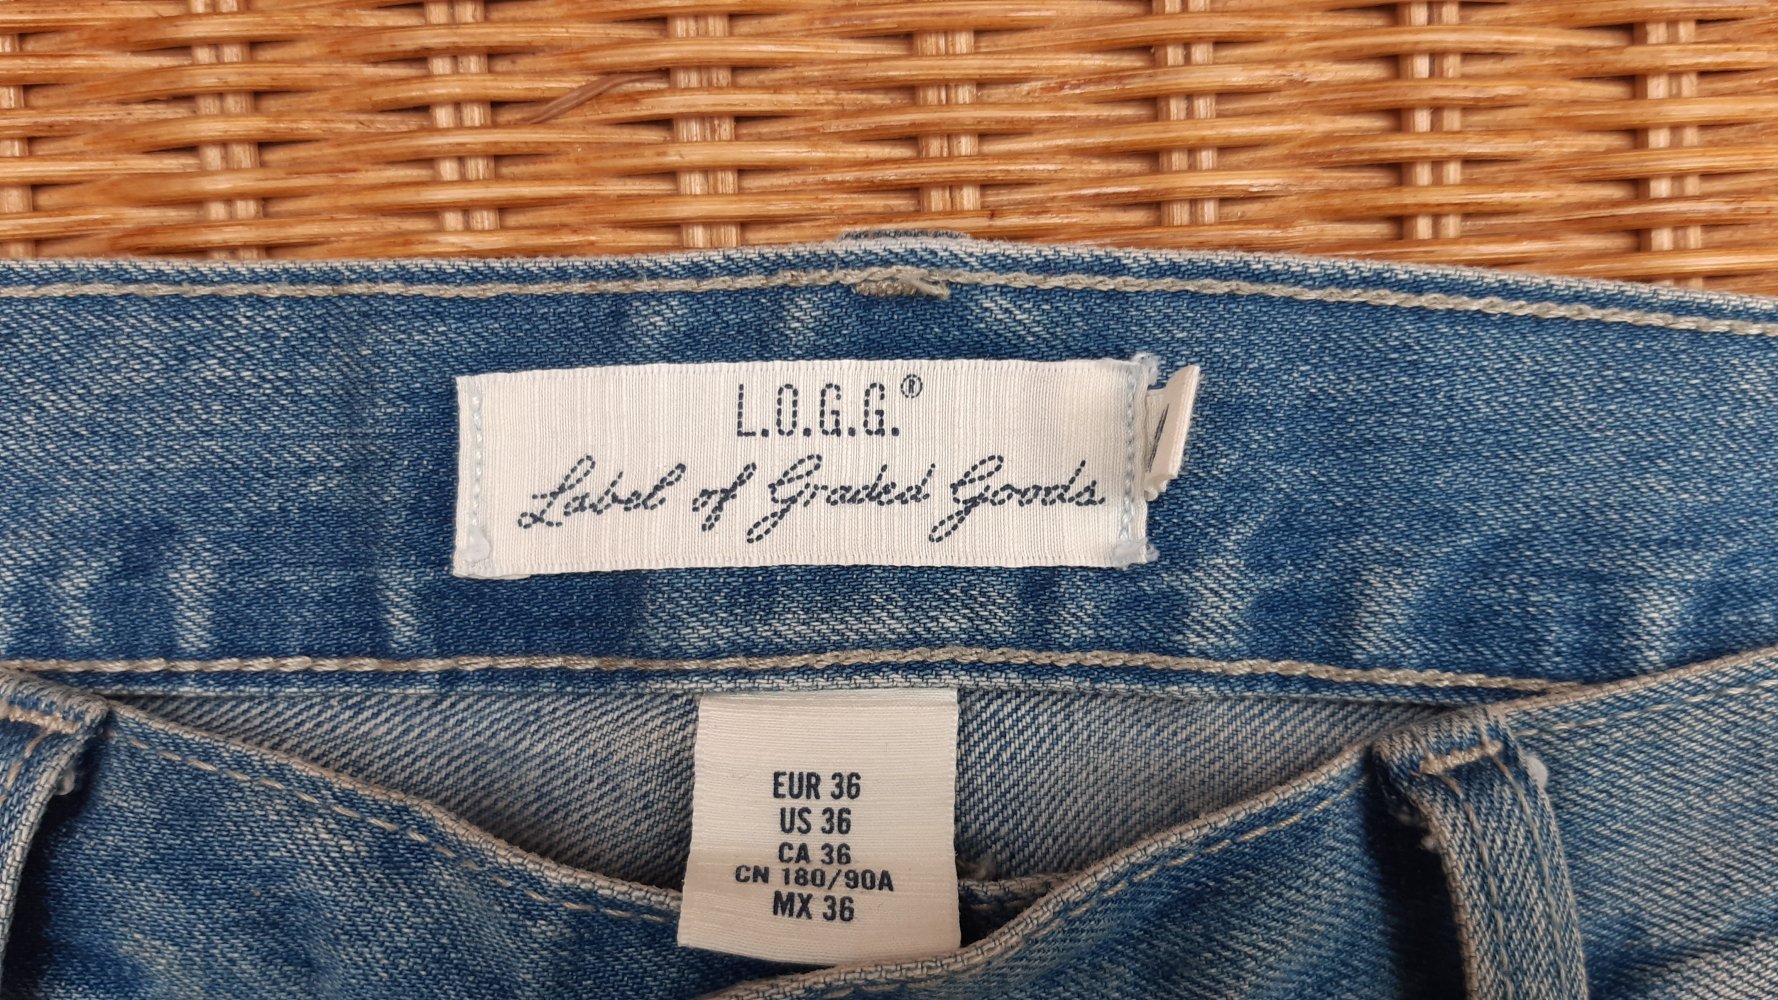 L.O.G.G.®
Label of Graded Goods.
EUR 36
US 36
CA 36
CN 180/90A
MX 36